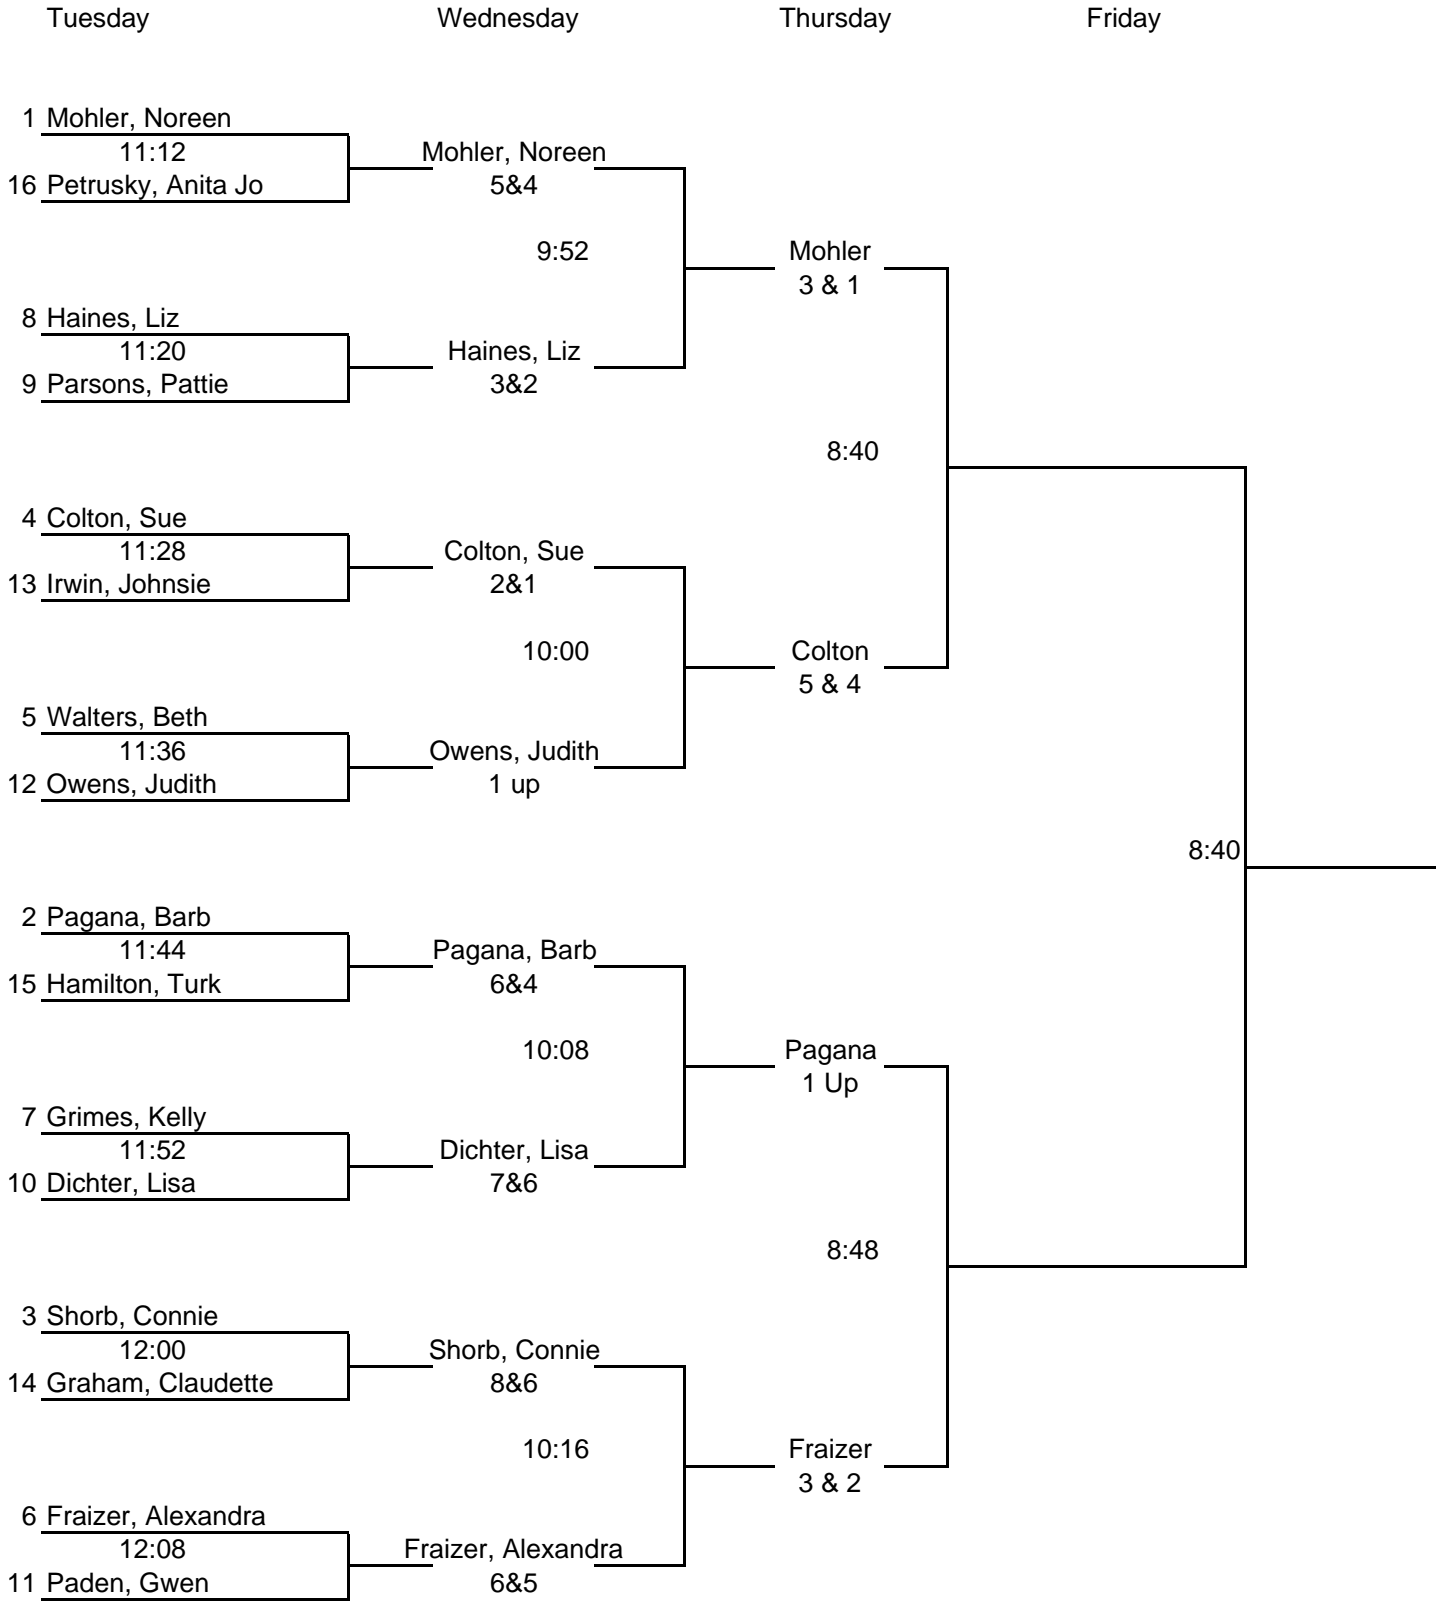 Tuesday Wednesday Thursday Friday
1 Mohler, Noreen
11:12 Mohler, Noreen
16 Petrusky, Anita Jo 5&4
9:52 Mohler
3 & 1
8 Haines, Liz
11:20 Haines, Liz
9 Parsons, Pattie 3&2
8:40
4 Colton, Sue
11:28 Colton, Sue
13 Irwin, Johnsie 2&1
10:00 Colton
5 & 4
5 Walters, Beth
11:36 Owens, Judith
12 Owens, Judith 1 up
8:40
2 Pagana, Barb
11:44 Pagana, Barb
15 Hamilton, Turk 6&4
10:08 Pagana
1 Up
7 Grimes, Kelly
11:52 Dichter, Lisa
10 Dichter, Lisa 7&6
8:48
3 Shorb, Connie
12:00 Shorb, Connie
14 Graham, Claudette 8&6
10:16 Fraizer
3 & 2
6 Fraizer, Alexandra
12:08 Fraizer, Alexandra
11 Paden, Gwen 6&5